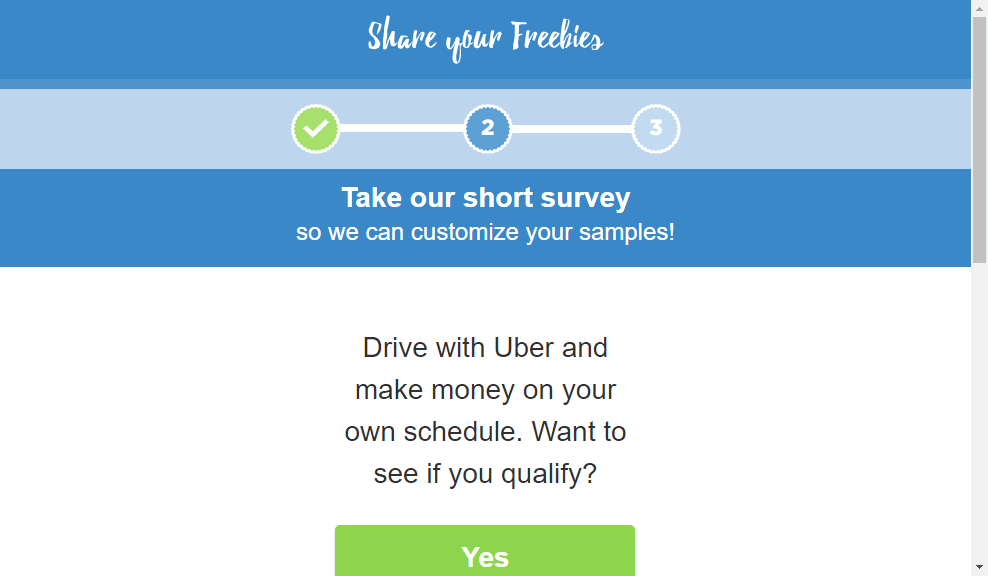 Share your Freebies
2
3
Take our short survey
so we can customize your samples!
Drive with Uber and
make money on your
own schedule. Want to
see if you qualify?
Yes